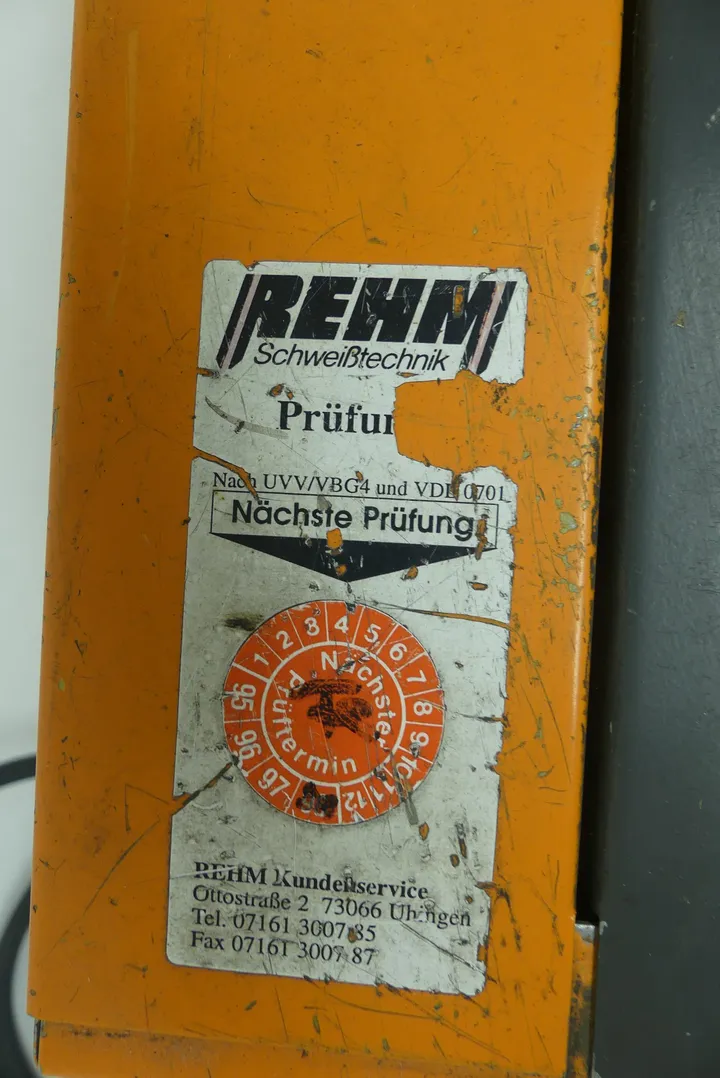 REHM
Schweißtechnik
Prüfun
Nach UVV/VBG4 und VDE 0701
Nächste Prüfung
1 2 3 4 5 6 7 8 9 10 11 12
95 96 97
Nächster
Prüftermin
REHM Kundenservice
Ottostraße 2 73066 Uhingen
Tel. 07161 3007 85
Fax 07161 3007 87